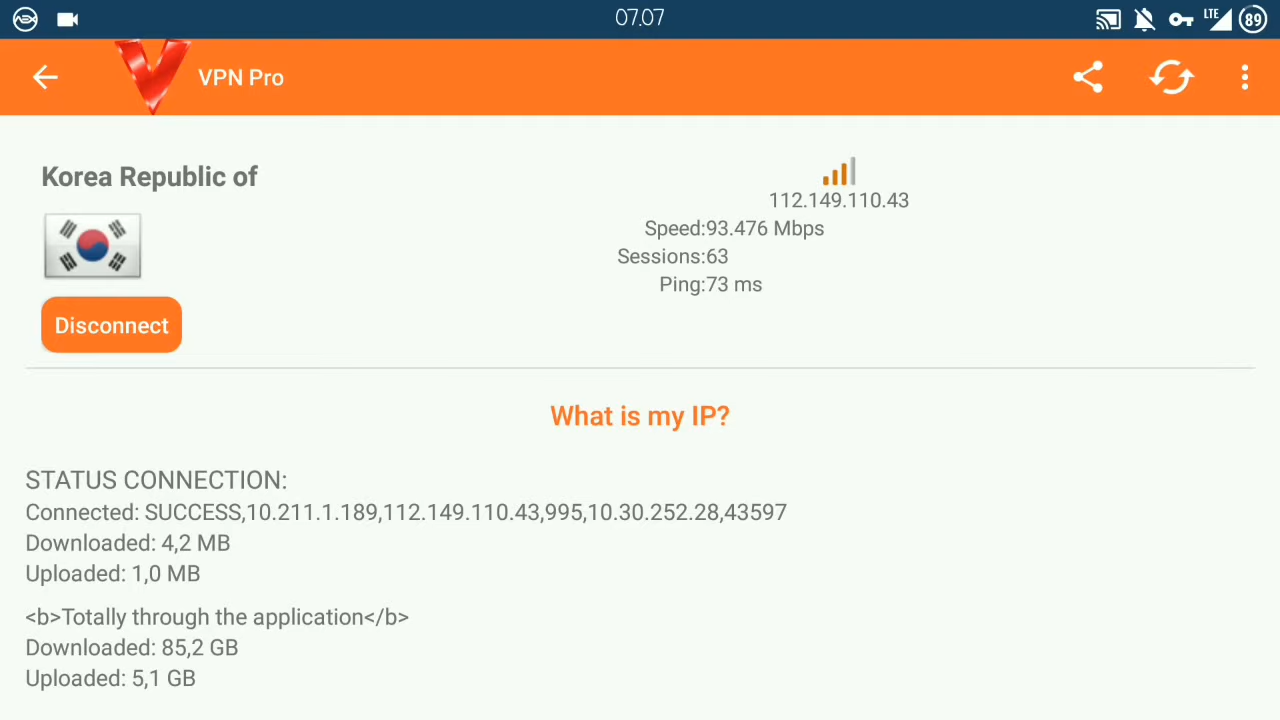 07.07
LTE
89
VPN Pro
Korea Republic of
112.149.110.43
Speed:93.476 Mbps
Sessions:63
Ping:73 ms
Disconnect
What is my IP?
STATUS CONNECTION:
Connected: SUCCESS,10.211.1.189,112.149.110.43,995,10.30.252.28,43597
Downloaded: 4,2 MB
Uploaded: 1,0 MB
<b>Totally through the application</b>
Downloaded: 85,2 GB
Uploaded: 5,1 GB